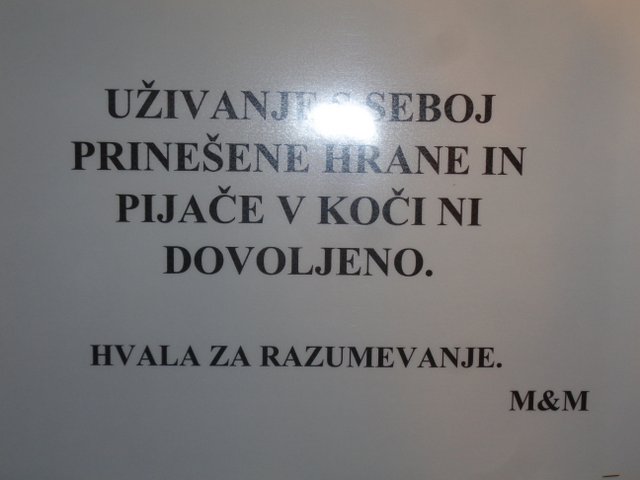 UŽIVANJE S SEBOJ
PRINEŠENE HRANE IN
PIJAČE V KOČI NI
DOVOLJENO.
HVALA ZA RAZUMEVANJE.
M&M